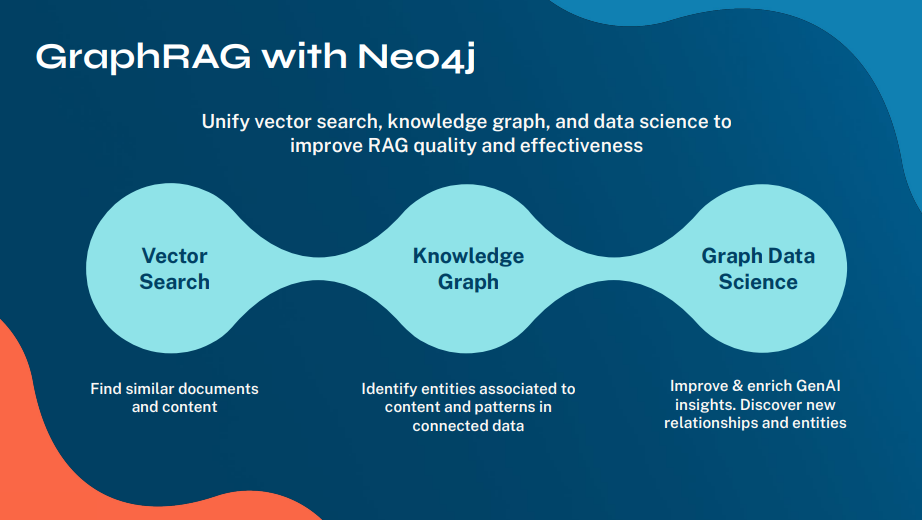 GraphRAG with Neo4j
Unify vector search, knowledge graph, and data science to
improve RAG quality and effectiveness
Vector
Search
Knowledge
Graph
Graph Data
Science
Find similar documents
and content
Identify entities associated to
content and patterns in
connected data
Improve & enrich GenAI
insights. Discover new
relationships and entities